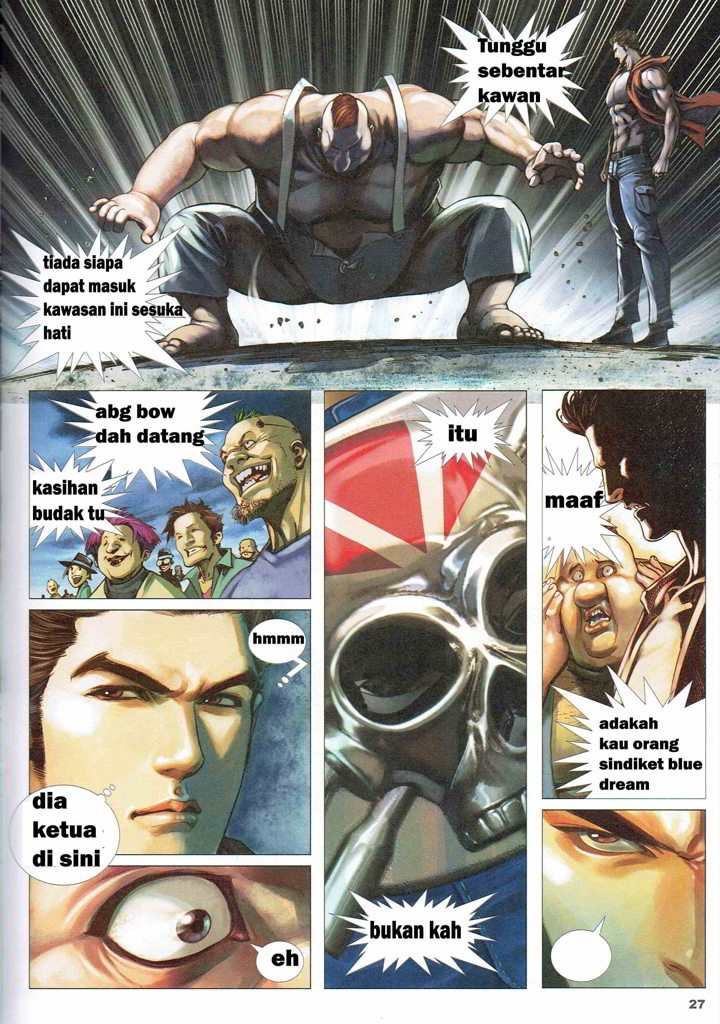 Tunggu
sebentar
kawan
tiada siapa
dapat masuk
kawasan ini sesuka
hati
abg bow
dah datang
kasihan
budak tu
hmmm
dia
ketua
di sini
eh
itu
bukan kah
maaf
adakah
kau orang
sindiket blue
dream
27